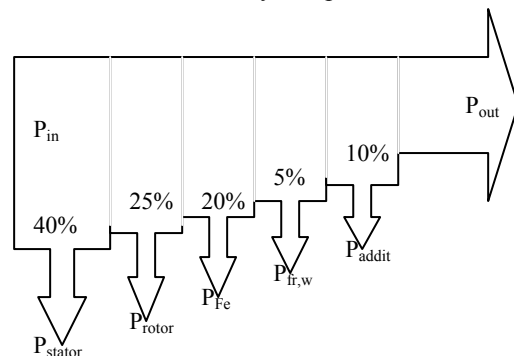 P_in
P_out
40%
25%
20%
5%
10%
P_stator
P_rotor
P_Fe
P_fr,w
P_addit